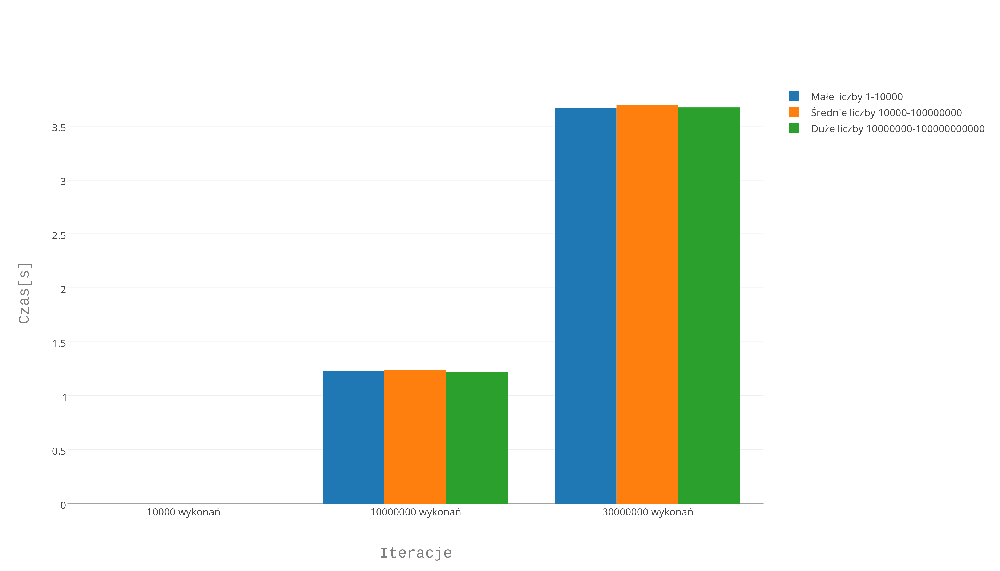 Małe liczby 1-10000
Średnie liczby 10000-100000000
Duże liczby 10000000-100000000000
3.5
3
2.5
2
1.5
1
0.5
0
Czas[s]
10000 wykonań
10000000 wykonań
30000000 wykonań
Iteracje